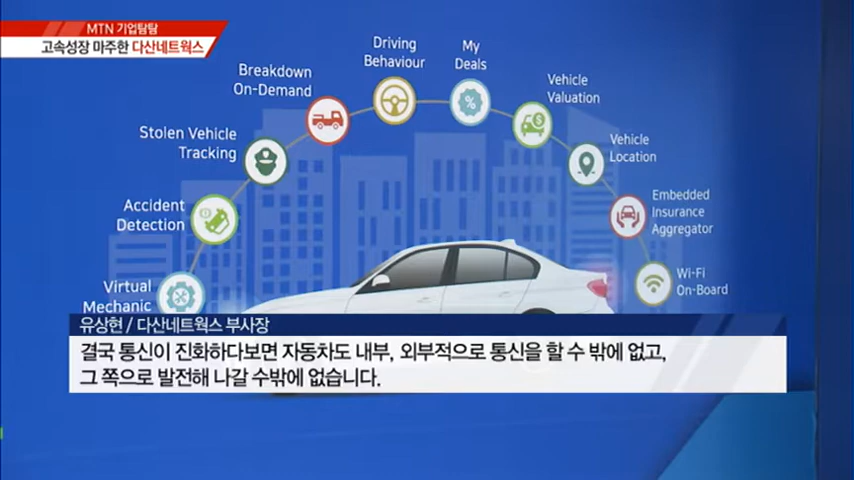 MTN 기업탐탐
고속성장 마주한 다산네트웍스
Driving
Behaviour
My
Deals
Breakdown
On-Demand
Vehicle
Valuation
Stolen Vehicle
Tracking
Vehicle
Location
Accident
Detection
Embedded
Insurance
Aggregator
Virtual
Mechanic
Wi-Fi
On-Board
유상현 / 다산네트웍스 부사장
결국 통신이 진화하다보면 자동차도 내부, 외부적으로 통신을 할 수 밖에 없고,
그 쪽으로 발전해 나갈 수밖에 없습니다.